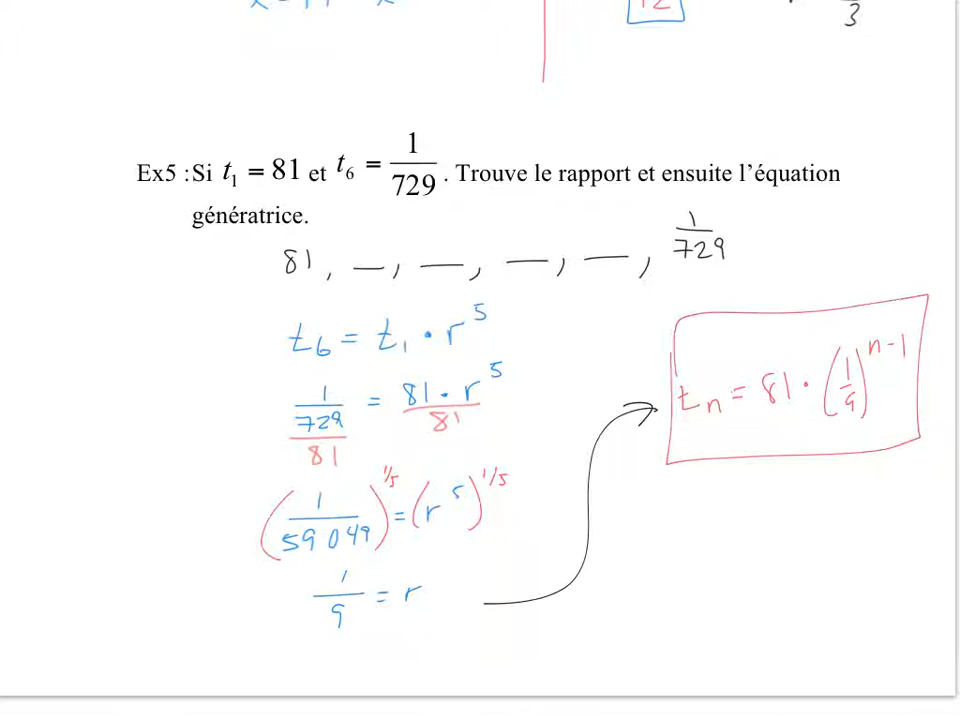 12
3
Ex5 : Si t₁ = 81 et t₆ = 1/729 . Trouve le rapport et ensuite l’équation
génératrice.
81, —, —, —, —, 1/729
t₆ = t₁ · r⁵
(1/729)/81 = (81 · r⁵)/81
tₙ = 81 · (1/9)ⁿ⁻¹
(1/59 049)^(1/5) = (r⁵)^(1/5)
1/9 = r